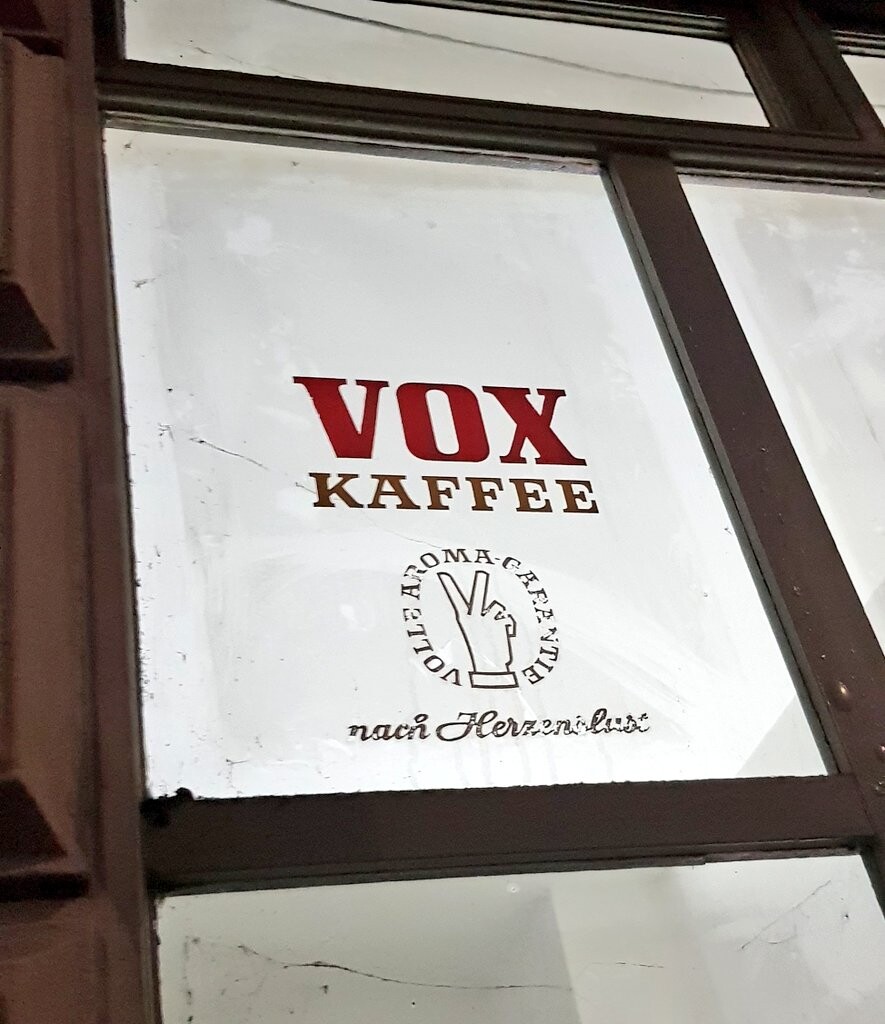 VOX
KAFFEE
VOLLE AROMA-GARANTIE
nach Herzenslust